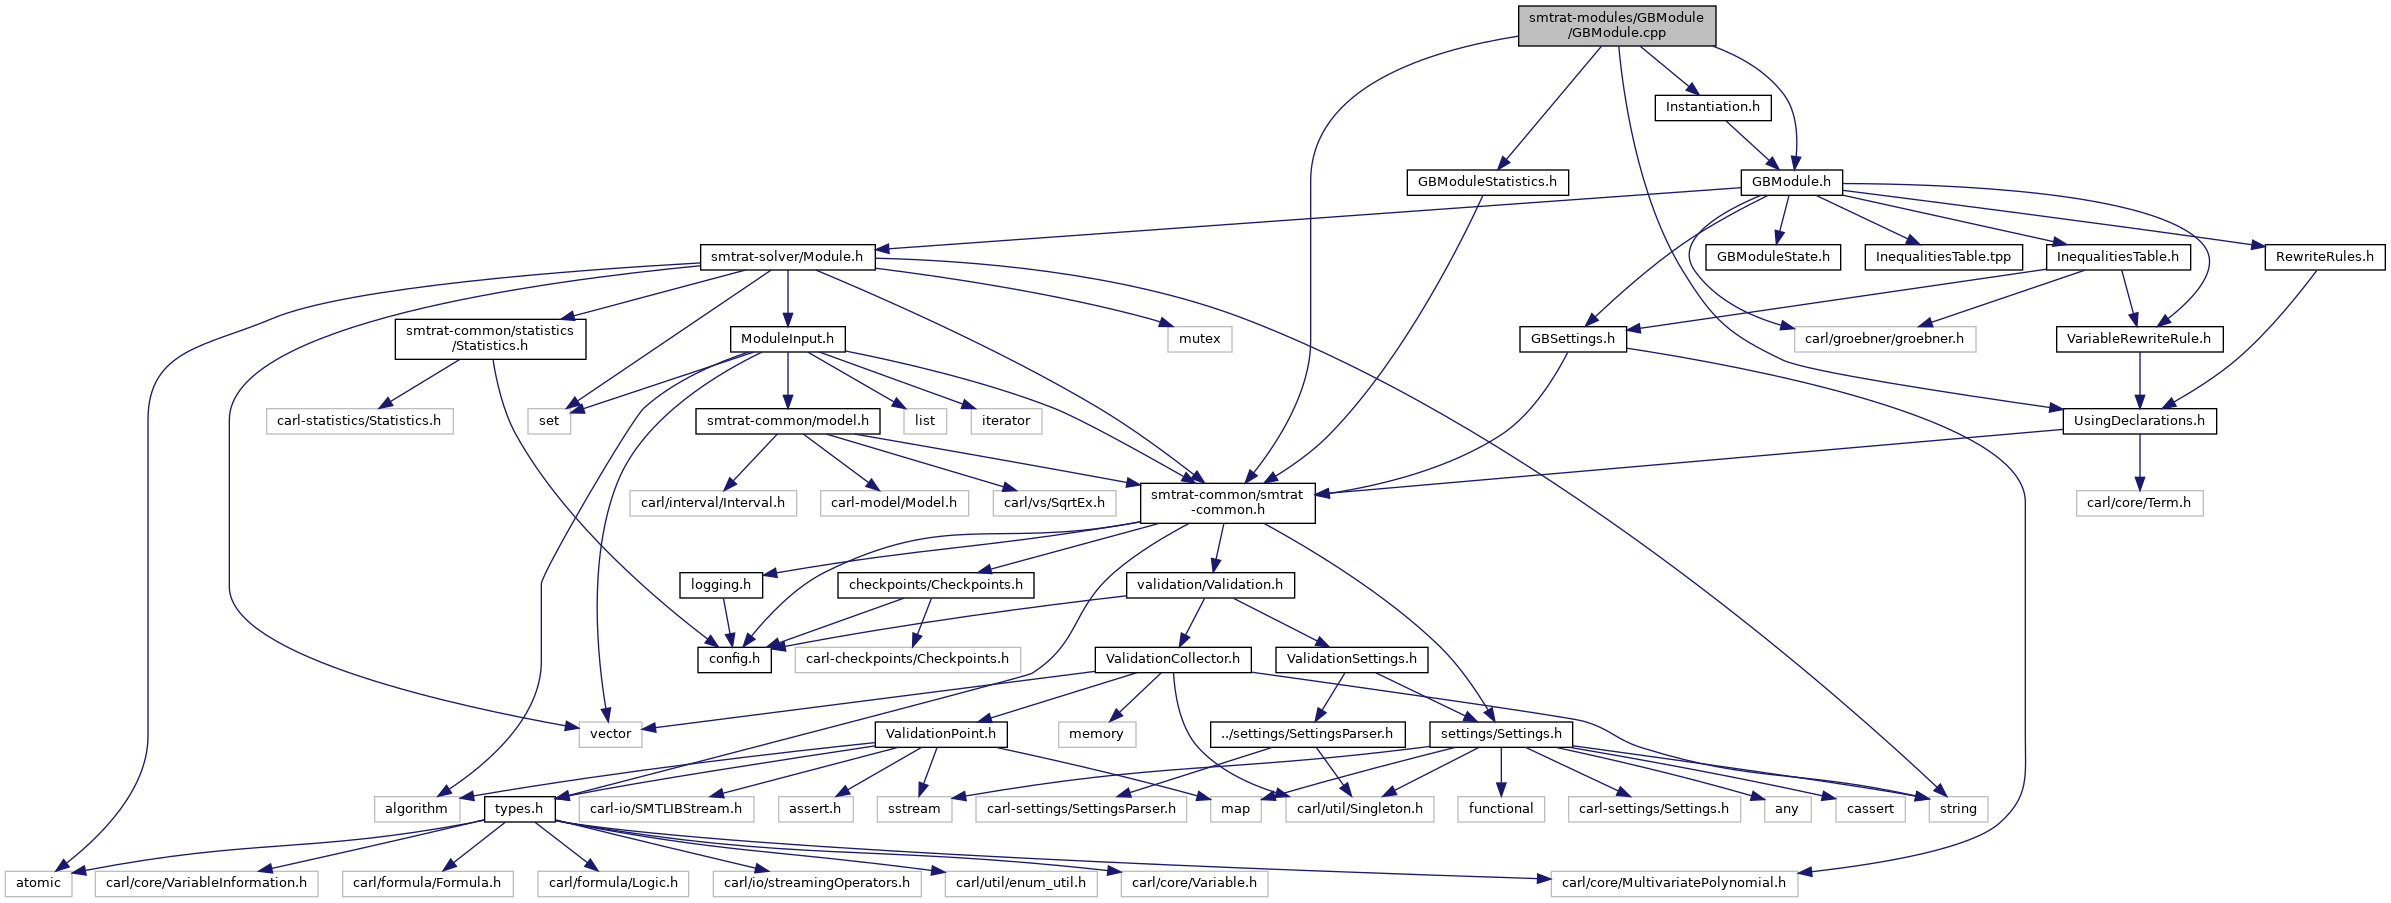 smtrat-modules/GBModule
/GBModule.cpp
Instantiation.h
GBModuleStatistics.h
GBModule.h
smtrat-solver/Module.h
GBModuleState.h
InequalitiesTable.tpp
InequalitiesTable.h
RewriteRules.h
smtrat-common/statistics
/Statistics.h
ModuleInput.h
mutex
GBSettings.h
carl/groebner/groebner.h
VariableRewriteRule.h
carl-statistics/Statistics.h
set
smtrat-common/model.h
list
iterator
UsingDeclarations.h
carl/interval/Interval.h
carl-model/Model.h
carl/vs/SqrtEx.h
smtrat-common/smtrat
-common.h
carl/core/Term.h
logging.h
checkpoints/Checkpoints.h
validation/Validation.h
config.h
carl-checkpoints/Checkpoints.h
ValidationCollector.h
ValidationSettings.h
vector
ValidationPoint.h
memory
../settings/SettingsParser.h
settings/Settings.h
algorithm
types.h
carl-io/SMTLIBStream.h
assert.h
sstream
carl-settings/SettingsParser.h
map
carl/util/Singleton.h
functional
carl-settings/Settings.h
any
cassert
string
atomic
carl/core/VariableInformation.h
carl/formula/Formula.h
carl/formula/Logic.h
carl/io/streamingOperators.h
carl/util/enum_util.h
carl/core/Variable.h
carl/core/MultivariatePolynomial.h